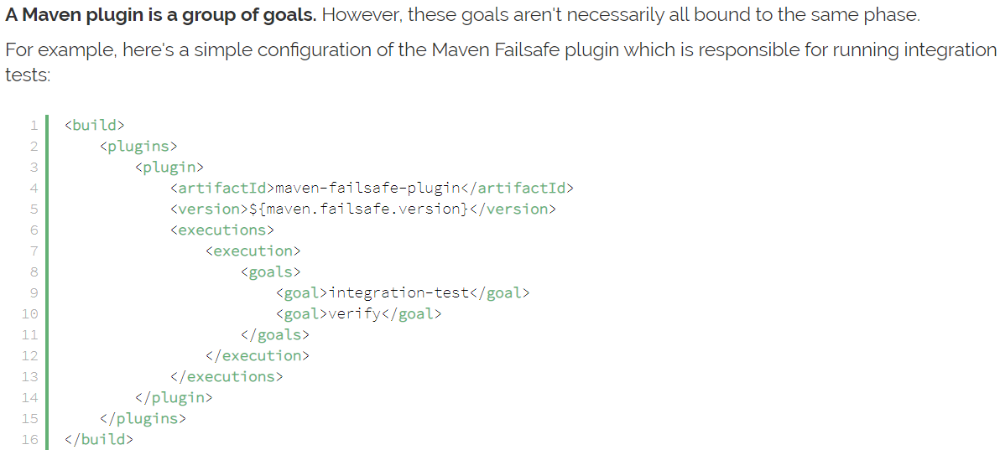 A Maven plugin is a group of goals. However, these goals aren't necessarily all bound to the same phase.
For example, here's a simple configuration of the Maven Failsafe plugin which is responsible for running integration
tests:
1 <build>
2     <plugins>
3         <plugin>
4             <artifactId>maven-failsafe-plugin</artifactId>
5             <version>${maven.failsafe.version}</version>
6             <executions>
7                 <execution>
8                     <goals>
9                         <goal>integration-test</goal>
10                         <goal>verify</goal>
11                     </goals>
12                 </execution>
13             </executions>
14         </plugin>
15     </plugins>
16 </build>